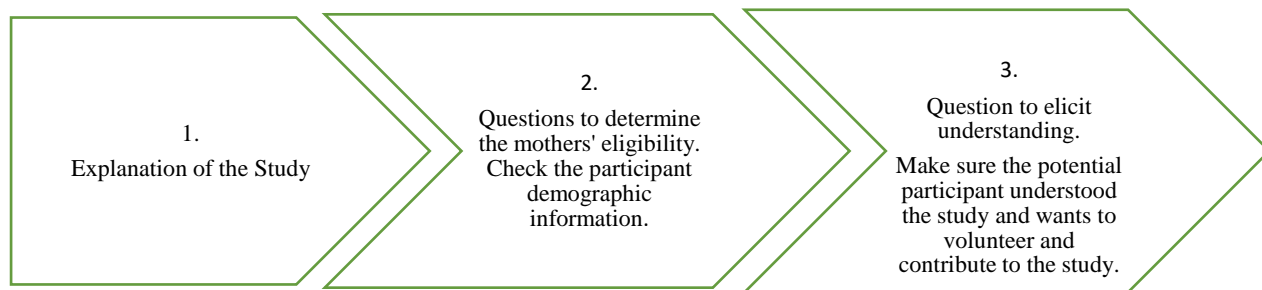 1.
Explanation of the Study
2.
Questions to determine
the mothers' eligibility.
Check the participant
demographic
information.
3.
Question to elicit
understanding.
Make sure the potential
participant understood
the study and wants to
volunteer and
contribute to the study.